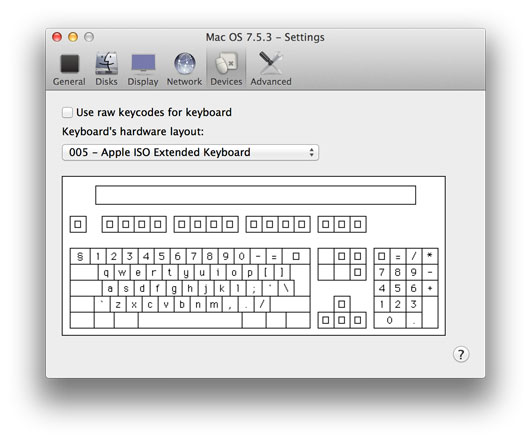 Mac OS 7.5.3 – Settings
General Disks Display Network Devices Advanced
Use raw keycodes for keyboard
Keyboard's hardware layout:
005 – Apple ISO Extended Keyboard
§ 1 2 3 4 5 6 7 8 9 0 - = = / *
q w e r t y u i o p [ ] 7 8 9 -
a s d f g h j k l ; ' \ 4 5 6 +
` z x c v b n m , . / 1 2 3
0 .
?